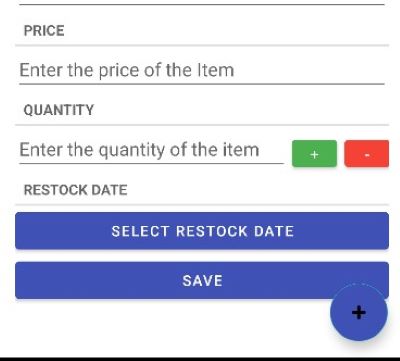 PRICE
Enter the price of the Item
QUANTITY
Enter the quantity of the item + -
RESTOCK DATE
SELECT RESTOCK DATE
SAVE
+